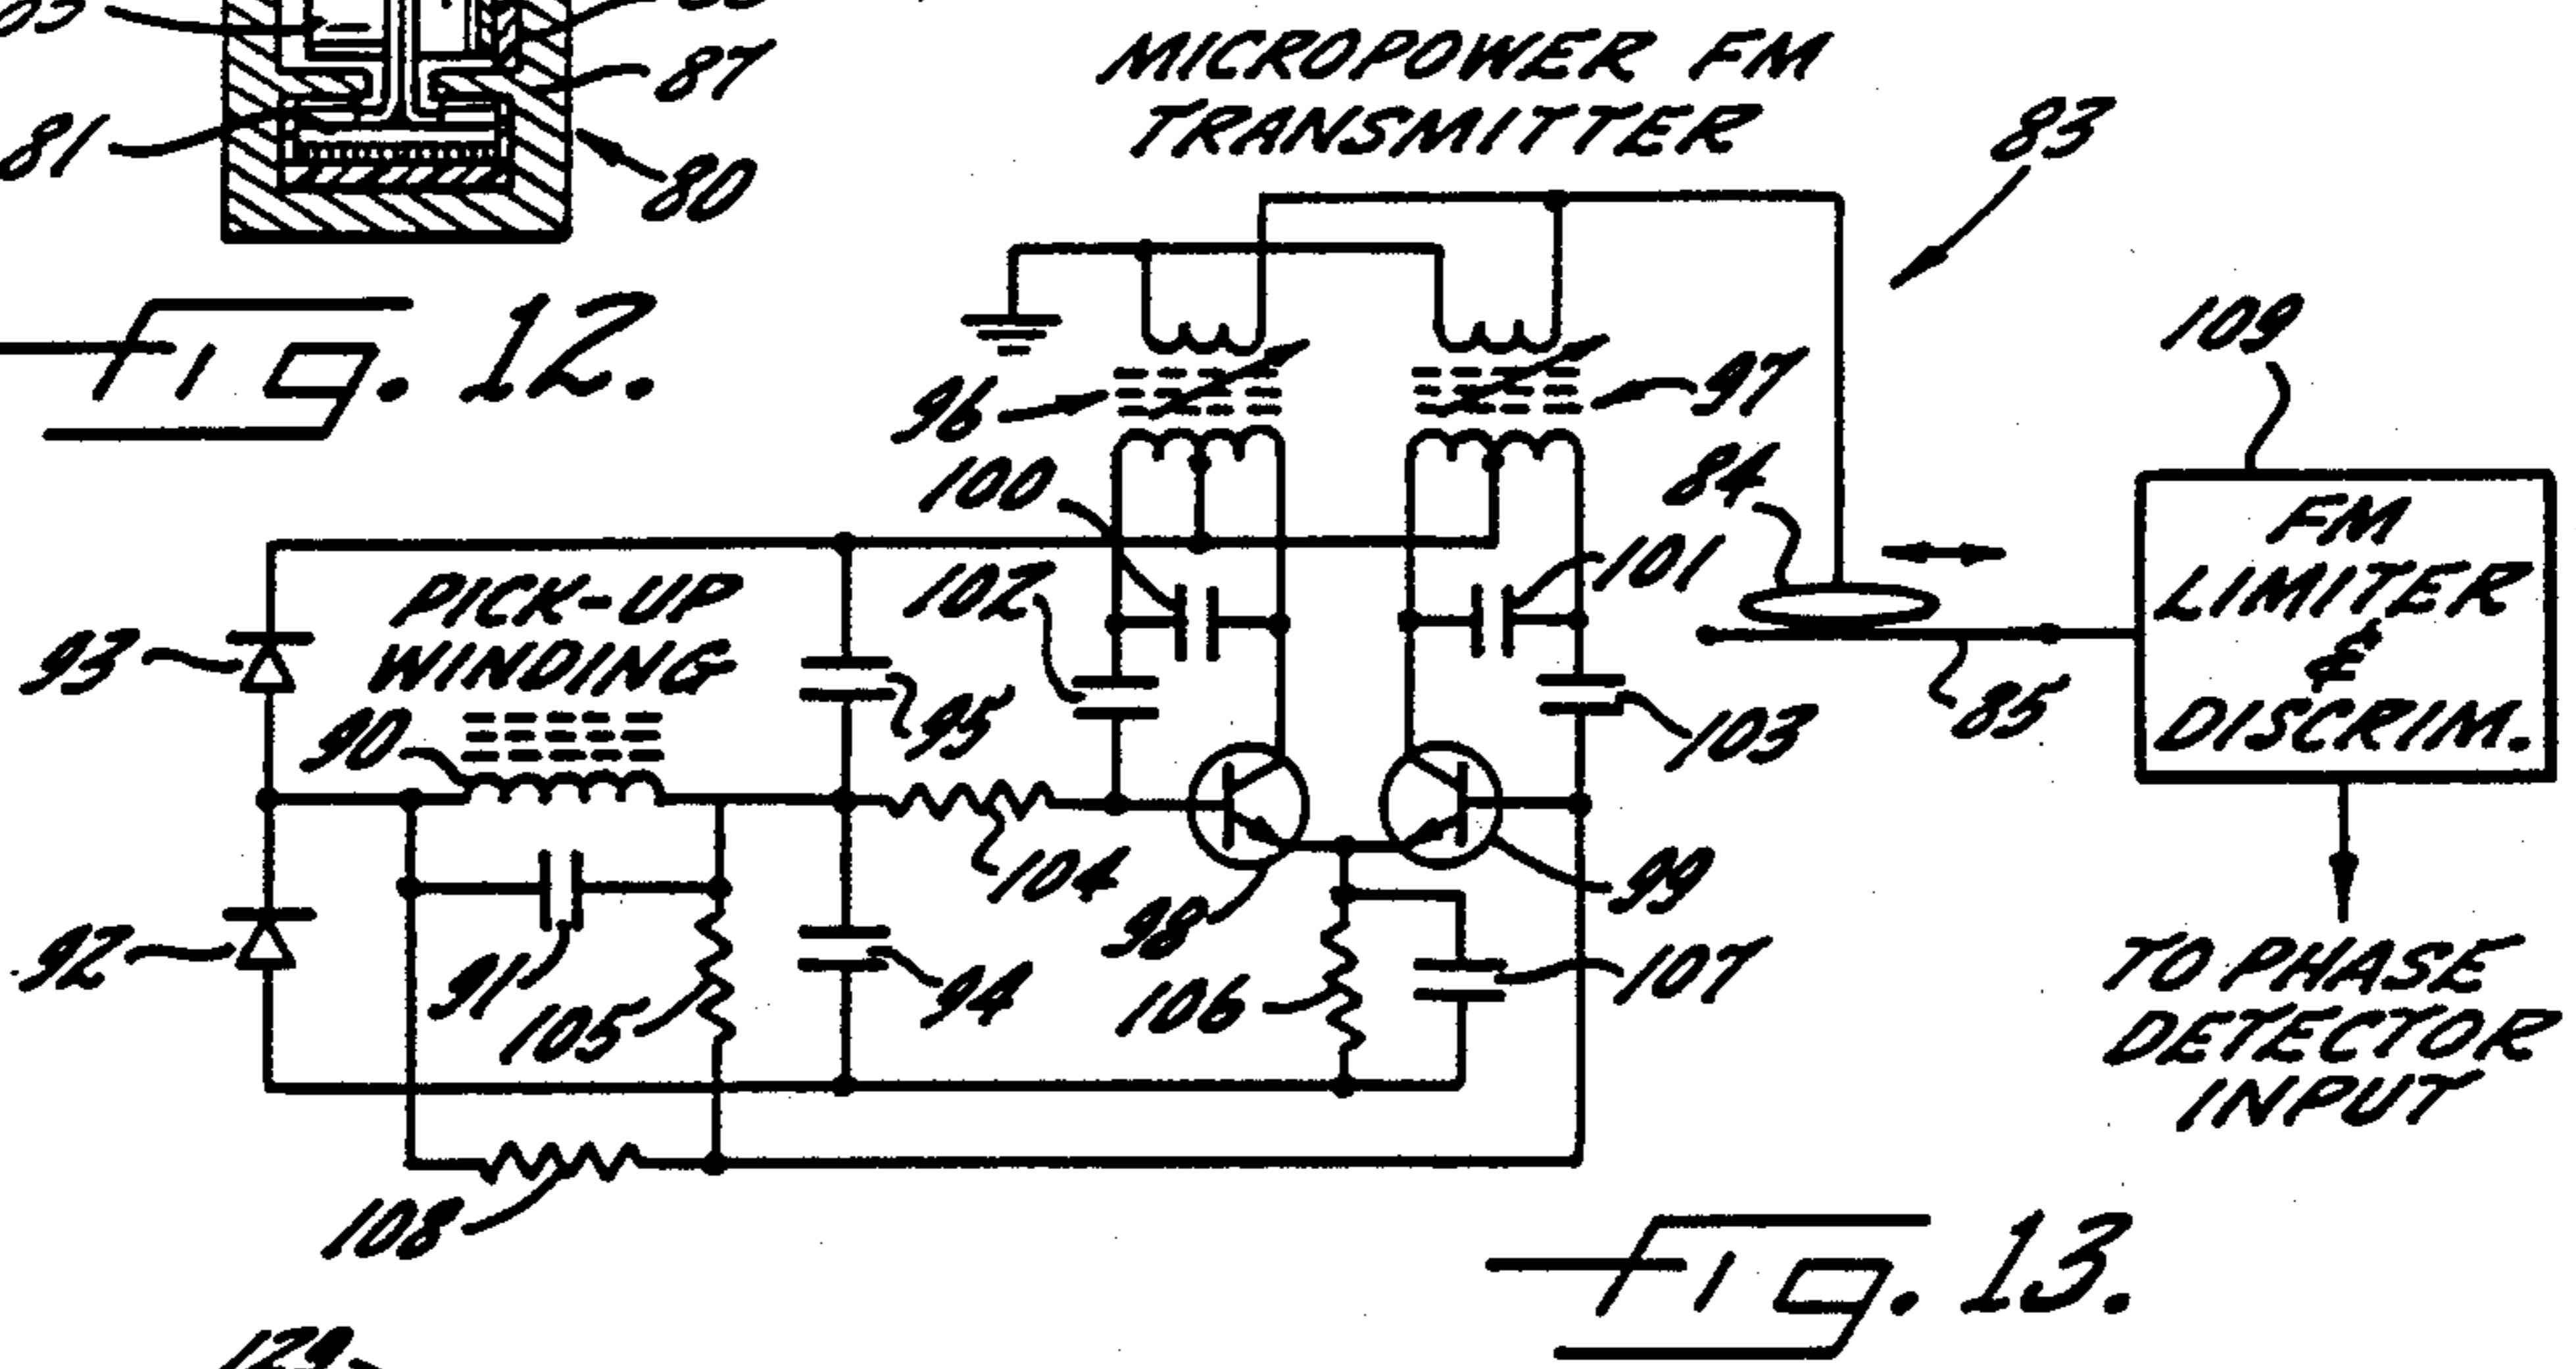 87
81
80
Fig. 12.
MICROPOWER FM
TRANSMITTER
83
109
96
97
100
84
FM
LIMITER
&
DISCRIM.
101
102
PICK-UP
WINDING
93
90
95
103
85
104
99
98
92
91
105
94
106
107
TO PHASE
DETECTOR
INPUT
108
Fig. 13.
129